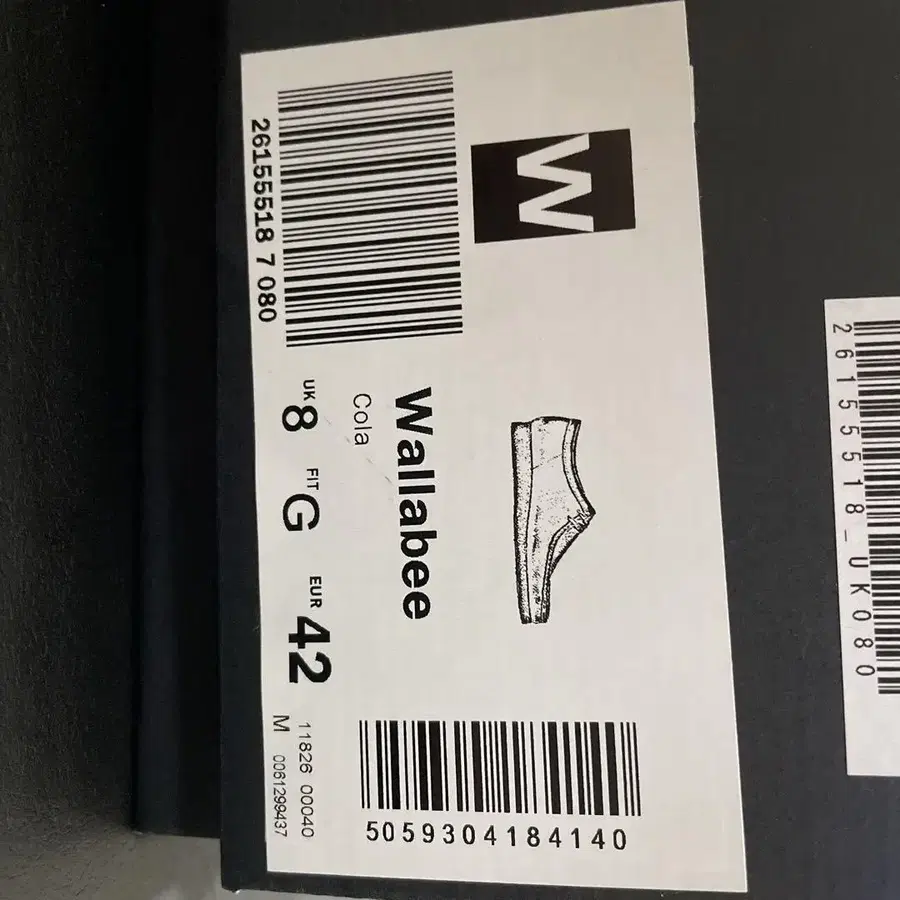 W
26155518 7 080
Wallabee
Cola
UK 8 FIT G EUR 42
11826 00040
M 0061299437
5059304184140
26155518_UK080